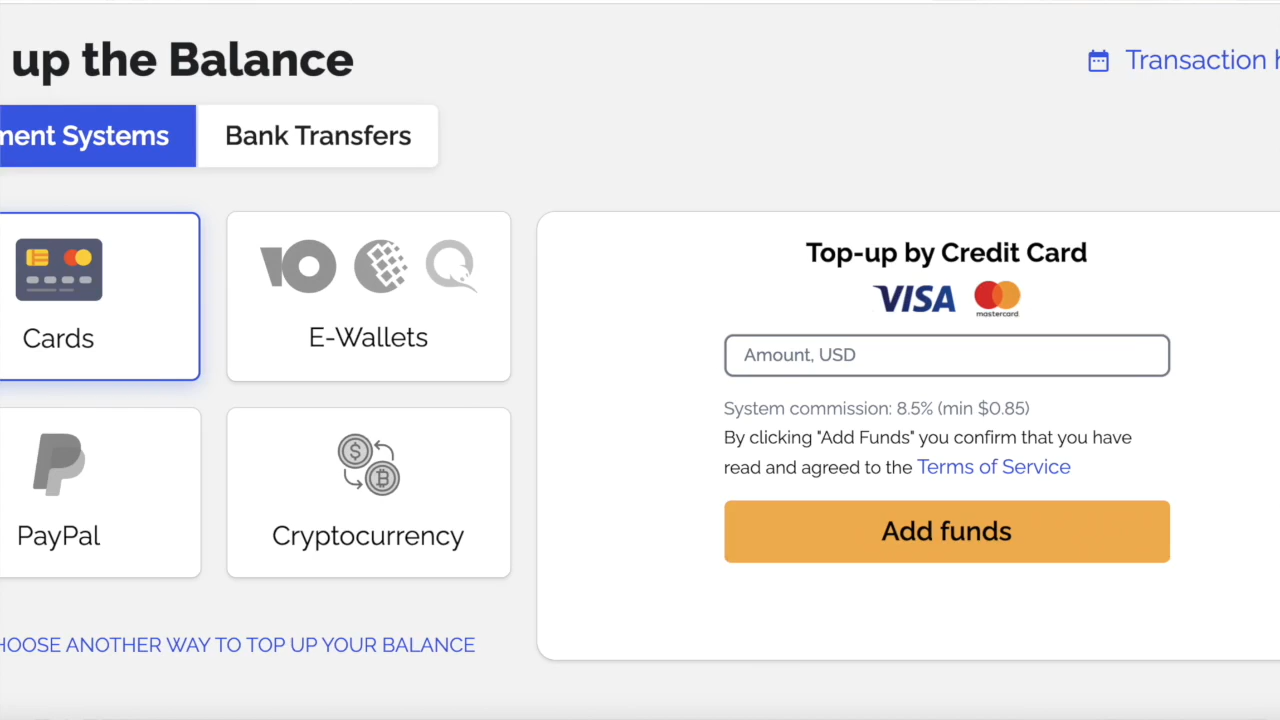 up the Balance
Transaction
ment Systems
Bank Transfers
Cards
E-Wallets
PayPal
Cryptocurrency
HOOSE ANOTHER WAY TO TOP UP YOUR BALANCE
Top-up by Credit Card
VISA
mastercard
Amount, USD
System commission: 8.5% (min $0.85)
By clicking "Add Funds" you confirm that you have
read and agreed to the Terms of Service
Add funds